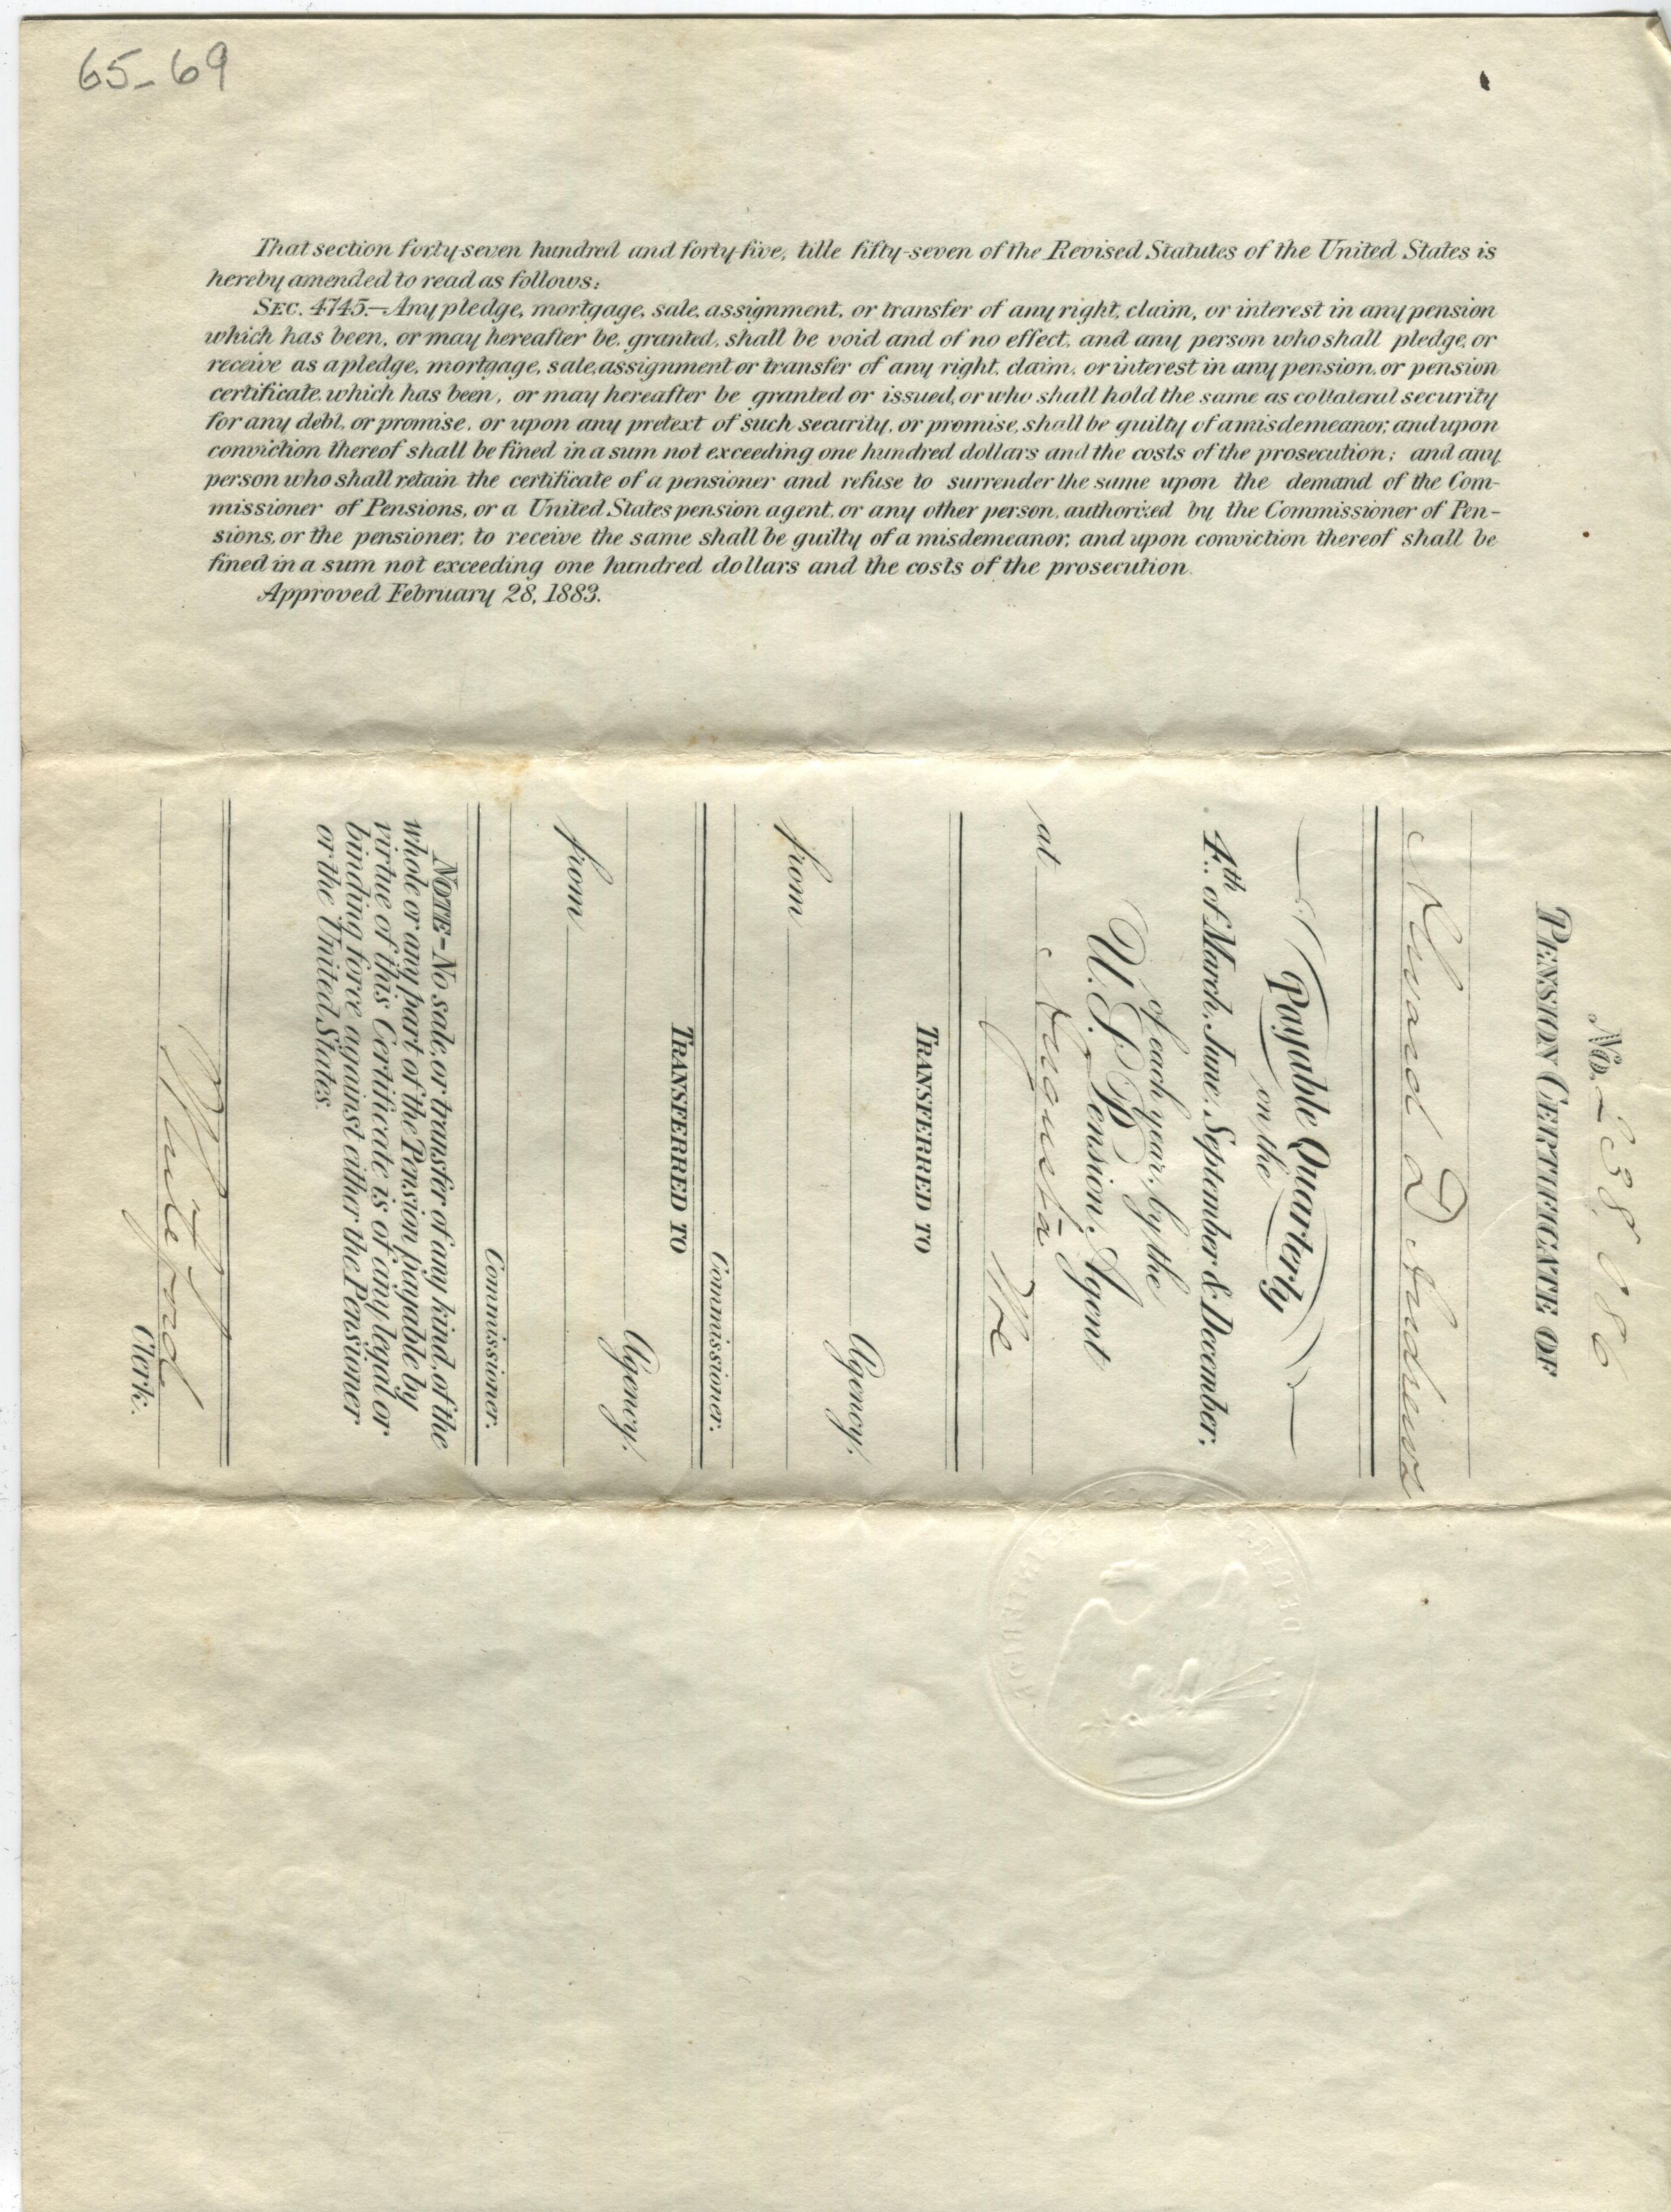 65-69
That section forty-seven hundred and forty-five, title fifty-seven of the Revised Statutes of the United States is
hereby amended to read as follows:
SEC. 4745.—Any pledge, mortgage, sale, assignment, or transfer of any right, claim, or interest in any pension
which has been, or may hereafter be, granted, shall be void and of no effect, and any person who shall pledge, or
receive as a pledge, mortgage, sale, assignment or transfer of any right, claim, or interest in any pension, or pension
certificate, which has been, or may hereafter be granted or issued, or who shall hold the same as collateral security
for any debt, or promise, or upon any pretext of such security, or promise, shall be guilty of a misdemeanor, and upon
conviction thereof shall be fined in a sum not exceeding one hundred dollars and the costs of the prosecution; and any
person who shall retain the certificate of a pensioner and refuse to surrender the same upon the demand of the Com-
missioner of Pensions, or a United States pension agent, or any other person, authorized by the Commissioner of Pen-
sions, or the pensioner, to receive the same shall be guilty of a misdemeanor, and upon conviction thereof shall be
fined in a sum not exceeding one hundred dollars and the costs of the prosecution.
Approved February 28, 1883.
No. 238,086
PENSION CERTIFICATE OF
D Andrews
Payable Quarterly
on the
4th of March, June, September & December,
of each year, by the
U.S. Pension Agent
at Augusta
Me
TRANSFERRED TO
Agency,
from
Commissioner.
TRANSFERRED TO
Agency,
from
Commissioner.
NOTE-No sale, or transfer of any kind, of the
whole or any part of the Pension payable by
virtue of this Certificate is of any legal or
binding force against either the Pensioner
or the United States.
Clerk.